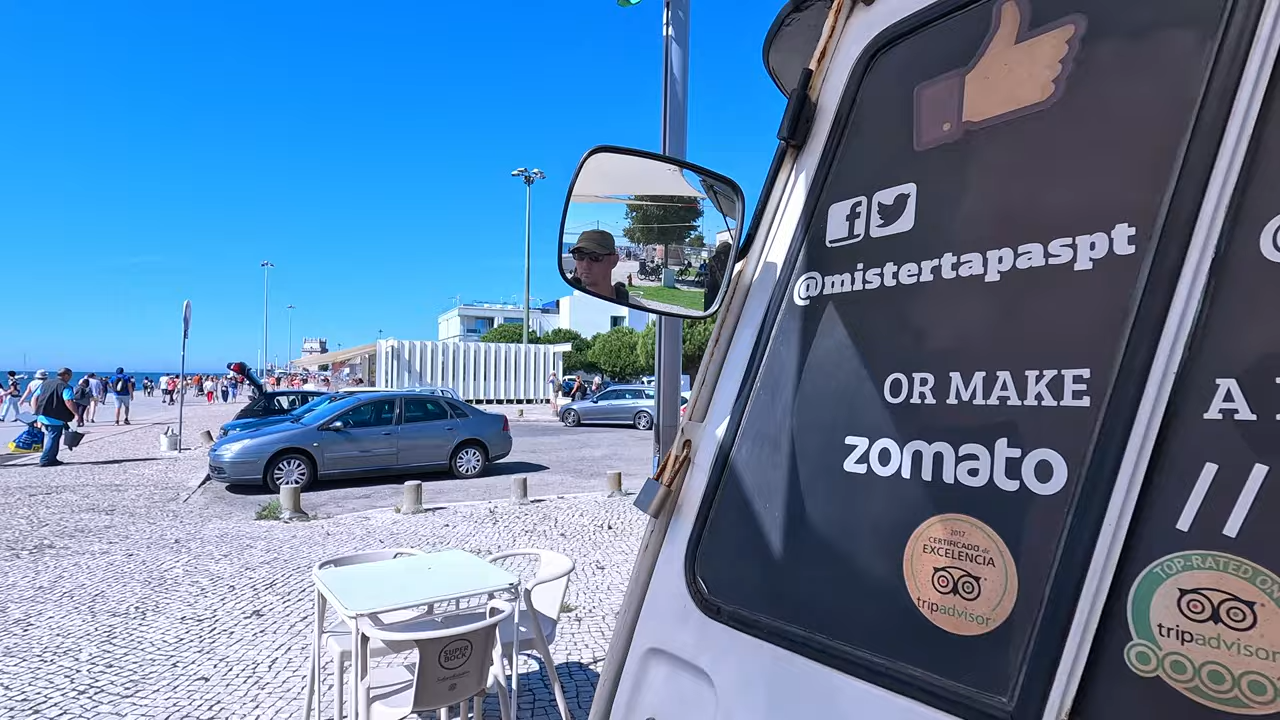 @mistertapaspt
OR MAKE
zomato
2017
CERTIFICADO de
EXCELENCIA
tripadvisor
A
//
TOP-RATED ON
tripadvisor
SUPER
BOCK